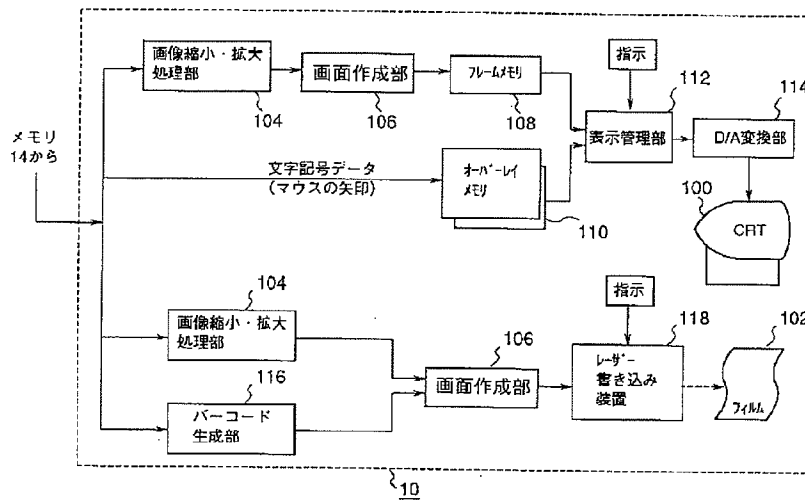 画像縮小・拡大
処理部
104
画面作成部
106
フレームメモリ
108
指示
112
表示管理部
114
D/A変換部
メモリ
14から
文字記号データ
(マウスの矢印)
オーバーレイ
メモリ
110
100
CRT
104
画像縮小・拡大
処理部
116
バーコード
生成部
106
画面作成部
指示
118
レーザー
書き込み
装置
102
フィルム
10